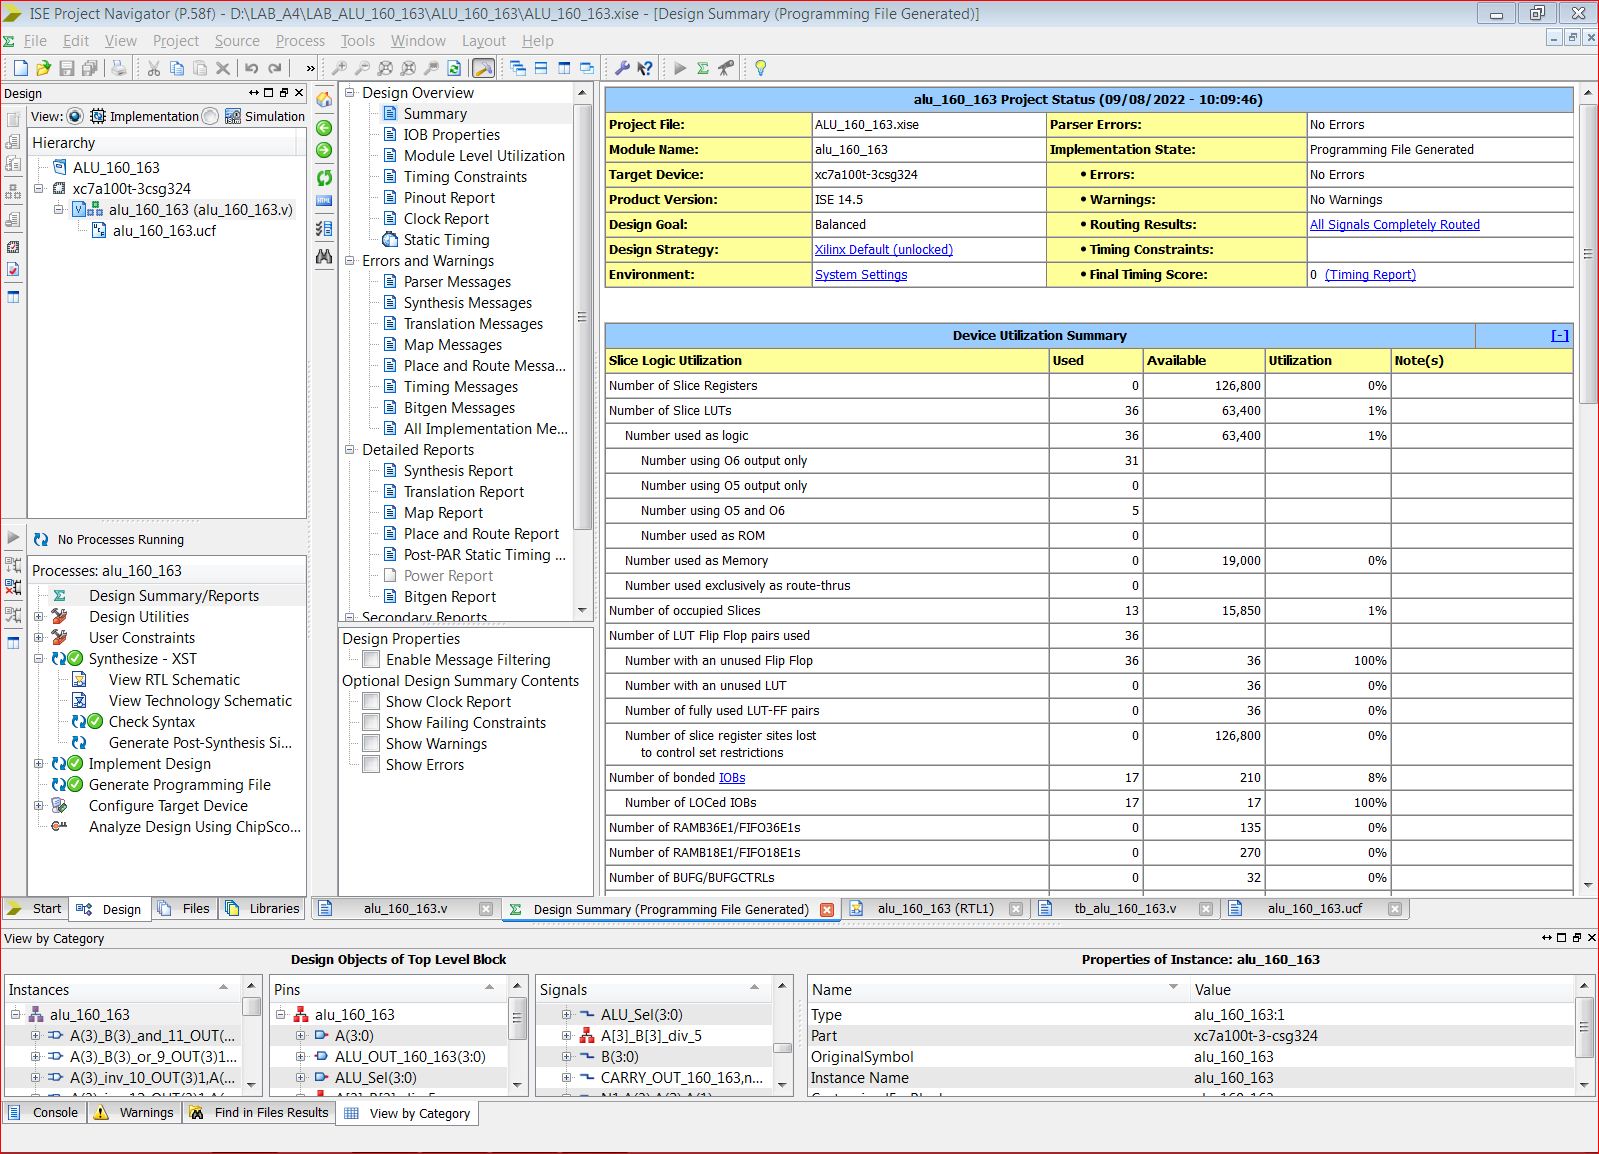 ISE Project Navigator (P.58f) - D:\LAB_A4\LAB_ALU_160_163\ALU_160_163\ALU_160_163.xise - [Design Summary (Programming File Generated)]
File Edit View Project Source Process Tools Window Layout Help
Design
View: Implementation Simulation
Hierarchy
ALU_160_163
xc7a100t-3csg324
alu_160_163 (alu_160_163.v)
alu_160_163.ucf
No Processes Running
Processes: alu_160_163
Design Summary/Reports
Design Utilities
User Constraints
Synthesize - XST
View RTL Schematic
View Technology Schematic
Check Syntax
Generate Post-Synthesis Si...
Implement Design
Generate Programming File
Configure Target Device
Analyze Design Using ChipSco...
Start Design Files Libraries
Design Overview
Summary
IOB Properties
Module Level Utilization
Timing Constraints
Pinout Report
Clock Report
Static Timing
Errors and Warnings
Parser Messages
Synthesis Messages
Translation Messages
Map Messages
Place and Route Messa...
Timing Messages
Bitgen Messages
All Implementation Me...
Detailed Reports
Synthesis Report
Translation Report
Map Report
Place and Route Report
Post-PAR Static Timing ...
Power Report
Bitgen Report
Secondary Reports
Design Properties
Enable Message Filtering
Optional Design Summary Contents
Show Clock Report
Show Failing Constraints
Show Warnings
Show Errors
alu_160_163 Project Status (09/08/2022 - 10:09:46)
Project File: ALU_160_163.xise Parser Errors: No Errors
Module Name: alu_160_163 Implementation State: Programming File Generated
Target Device: xc7a100t-3csg324 • Errors: No Errors
Product Version: ISE 14.5 • Warnings: No Warnings
Design Goal: Balanced • Routing Results: All Signals Completely Routed
Design Strategy: Xilinx Default (unlocked) • Timing Constraints:
Environment: System Settings • Final Timing Score: 0 (Timing Report)
Device Utilization Summary [-]
Slice Logic Utilization Used Available Utilization Note(s)
Number of Slice Registers 0 126,800 0%
Number of Slice LUTs 36 63,400 1%
Number used as logic 36 63,400 1%
Number using O6 output only 31
Number using O5 output only 0
Number using O5 and O6 5
Number used as ROM 0
Number used as Memory 0 19,000 0%
Number used exclusively as route-thrus 0
Number of occupied Slices 13 15,850 1%
Number of LUT Flip Flop pairs used 36
Number with an unused Flip Flop 36 36 100%
Number with an unused LUT 0 36 0%
Number of fully used LUT-FF pairs 0 36 0%
Number of slice register sites lost 0 126,800 0%
to control set restrictions
Number of bonded IOBs 17 210 8%
Number of LOCed IOBs 17 17 100%
Number of RAMB36E1/FIFO36E1s 0 135 0%
Number of RAMB18E1/FIFO18E1s 0 270 0%
Number of BUFG/BUFGCTRLs 0 32 0%
alu_160_163.v Design Summary (Programming File Generated) alu_160_163 (RTL1) tb_alu_160_163.v alu_160_163.ucf
View by Category
Design Objects of Top Level Block Properties of Instance: alu_160_163
Instances
alu_160_163
A(3)_B(3)_and_11_OUT(...
A(3)_B(3)_or_9_OUT(3)1...
A(3)_inv_10_OUT(3)1,A(...
Pins
alu_160_163
A(3:0)
ALU_OUT_160_163(3:0)
ALU_Sel(3:0)
Signals
ALU_Sel(3:0)
A[3]_B[3]_div_5
B(3:0)
CARRY_OUT_160_163,n...
Name Value
Type alu_160_163:1
Part xc7a100t-3-csg324
OriginalSymbol alu_160_163
Instance Name alu_160_163
Console Warnings Find in Files Results View by Category